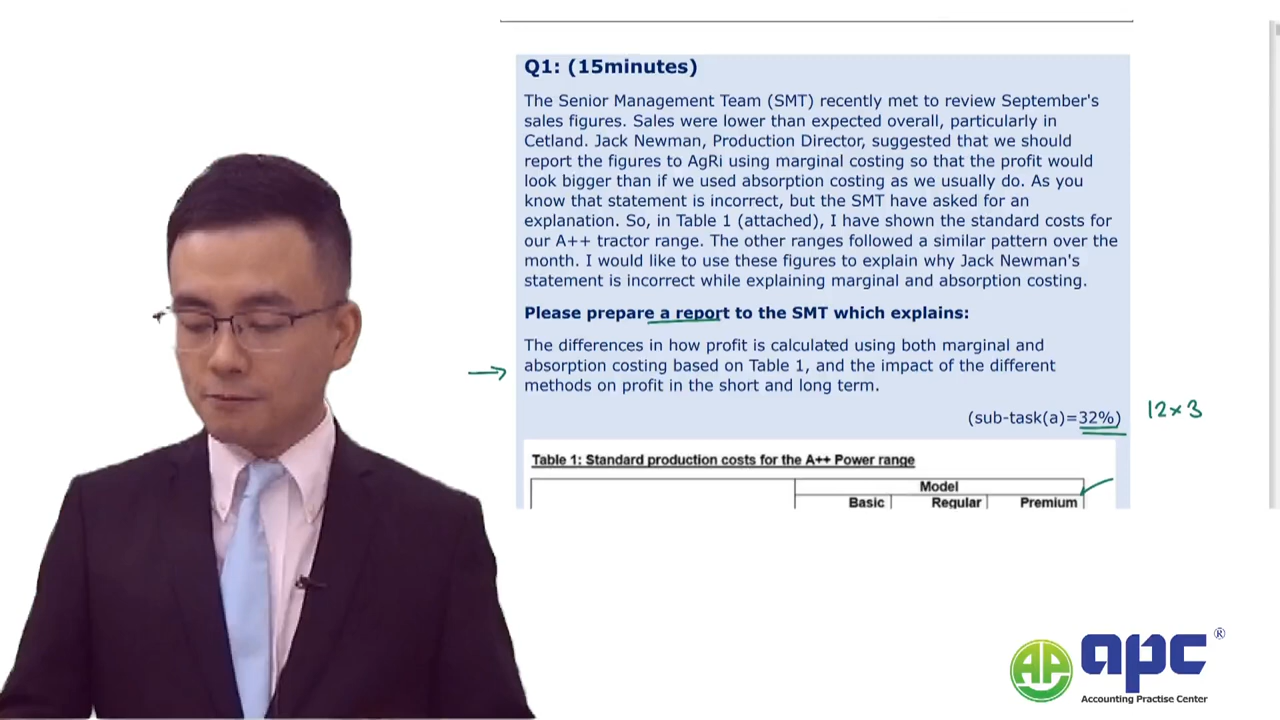 Q1: (15minutes)
The Senior Management Team (SMT) recently met to review September's
sales figures. Sales were lower than expected overall, particularly in
Cetland. Jack Newman, Production Director, suggested that we should
report the figures to AgRi using marginal costing so that the profit would
look bigger than if we used absorption costing as we usually do. As you
know that statement is incorrect, but the SMT have asked for an
explanation. So, in Table 1 (attached), I have shown the standard costs for
our A++ tractor range. The other ranges followed a similar pattern over the
month. I would like to use these figures to explain why Jack Newman's
statement is incorrect while explaining marginal and absorption costing.
Please prepare a report to the SMT which explains:
The differences in how profit is calculated using both marginal and
absorption costing based on Table 1, and the impact of the different
methods on profit in the short and long term.
(sub-task(a)=32%)
12×3
Table 1: Standard production costs for the A++ Power range
Model
Basic Regular Premium
AP apc®
Accounting Practise Center